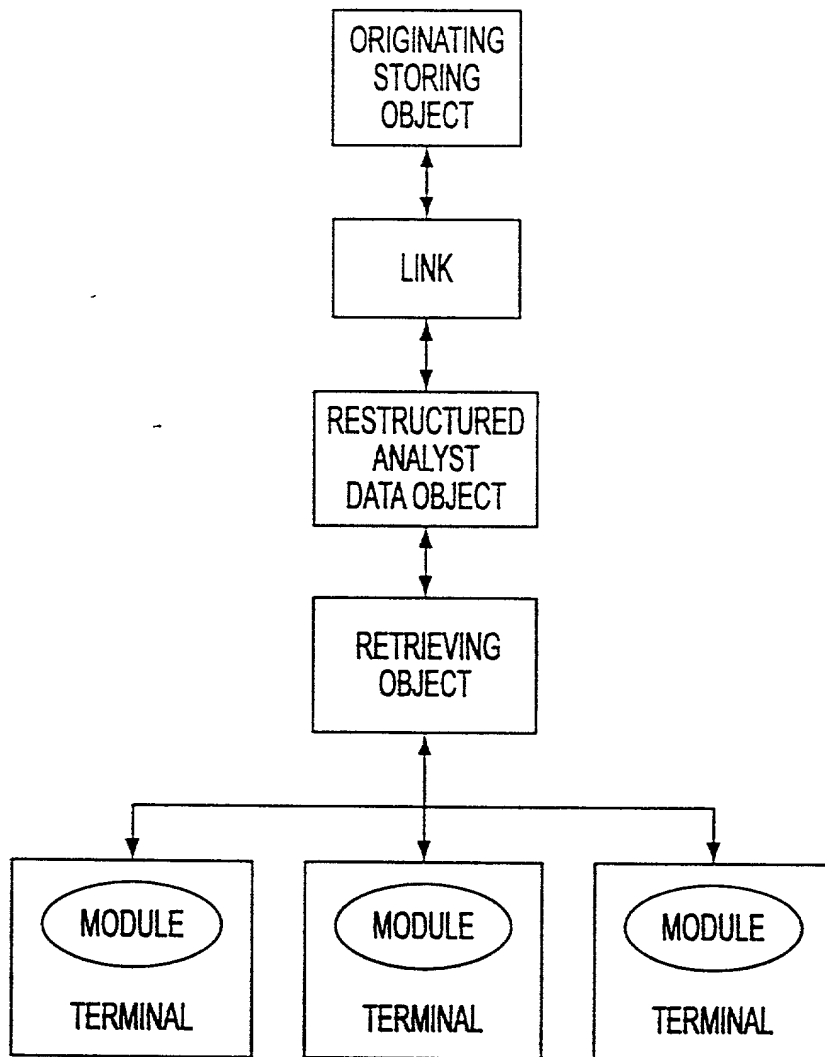 ORIGINATING
STORING
OBJECT
LINK
RESTRUCTURED
ANALYST
DATA OBJECT
RETRIEVING
OBJECT
MODULE
TERMINAL
MODULE
TERMINAL
MODULE
TERMINAL